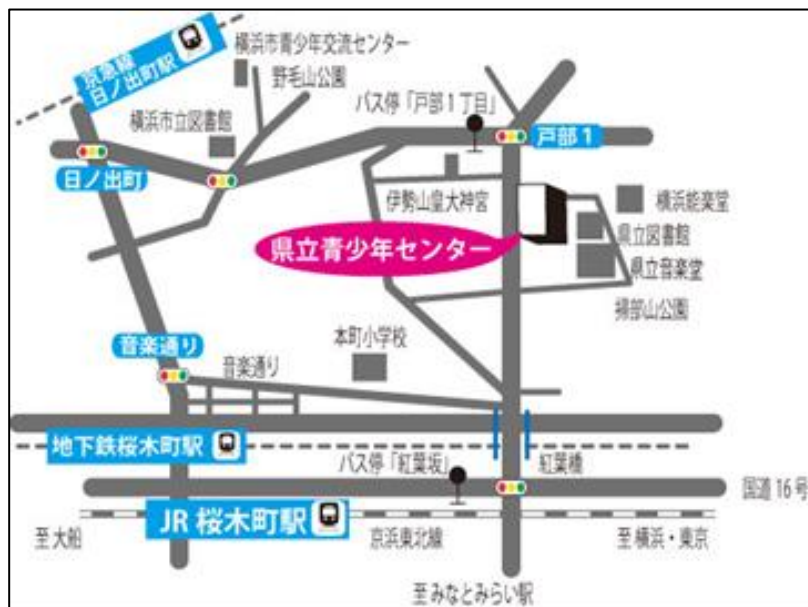 京急線
日ノ出町駅
横浜市青少年交流センター
野毛山公園
バス停「戸部1丁目」
横浜市立図書館
戸部1
日ノ出町
伊勢山皇大神宮
横浜能楽堂
県立青少年センター
県立図書館
県立音楽堂
掃部山公園
本町小学校
音楽通り
音楽通り
地下鉄桜木町駅
バス停「紅葉坂」
紅葉橋
国道16号
JR桜木町駅
至大船
京浜東北線
至横浜・東京
至みなとみらい駅